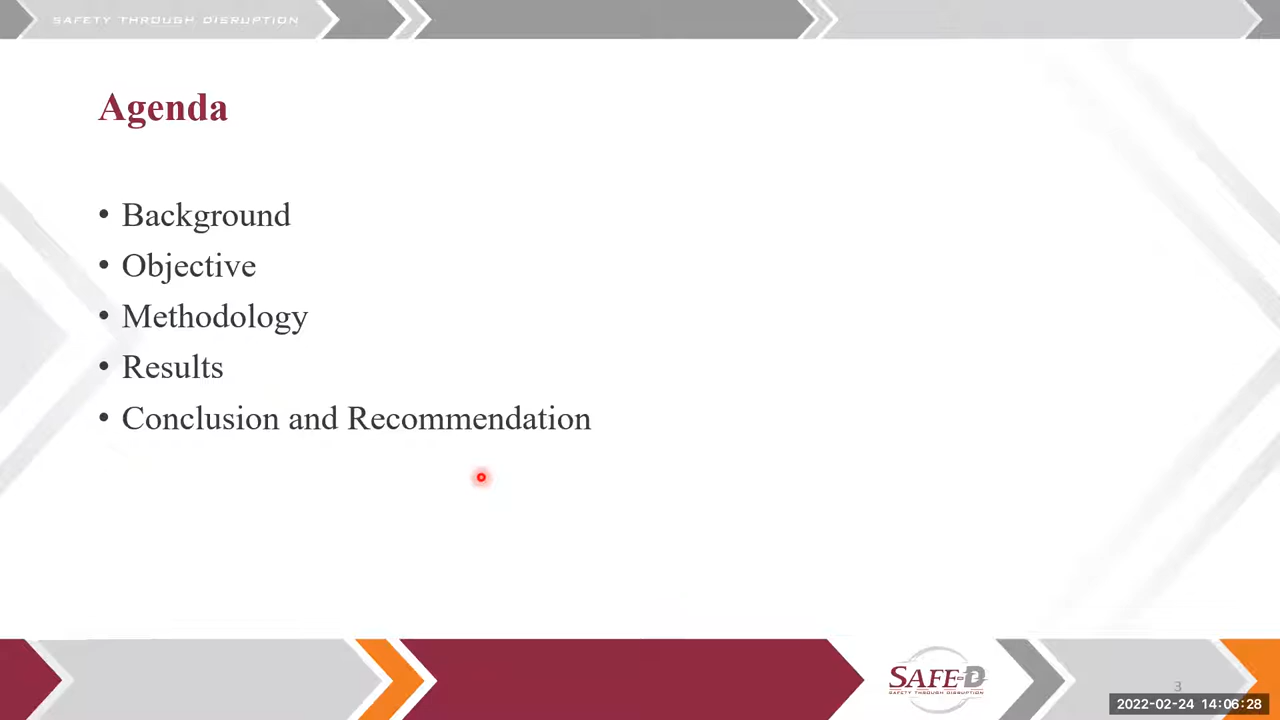 SAFETY THROUGH DISRUPTION
Agenda
• Background
• Objective
• Methodology
• Results
• Conclusion and Recommendation
SAFE-D
SAFETY THROUGH DISRUPTION
3
2022-02-24 14:06:28